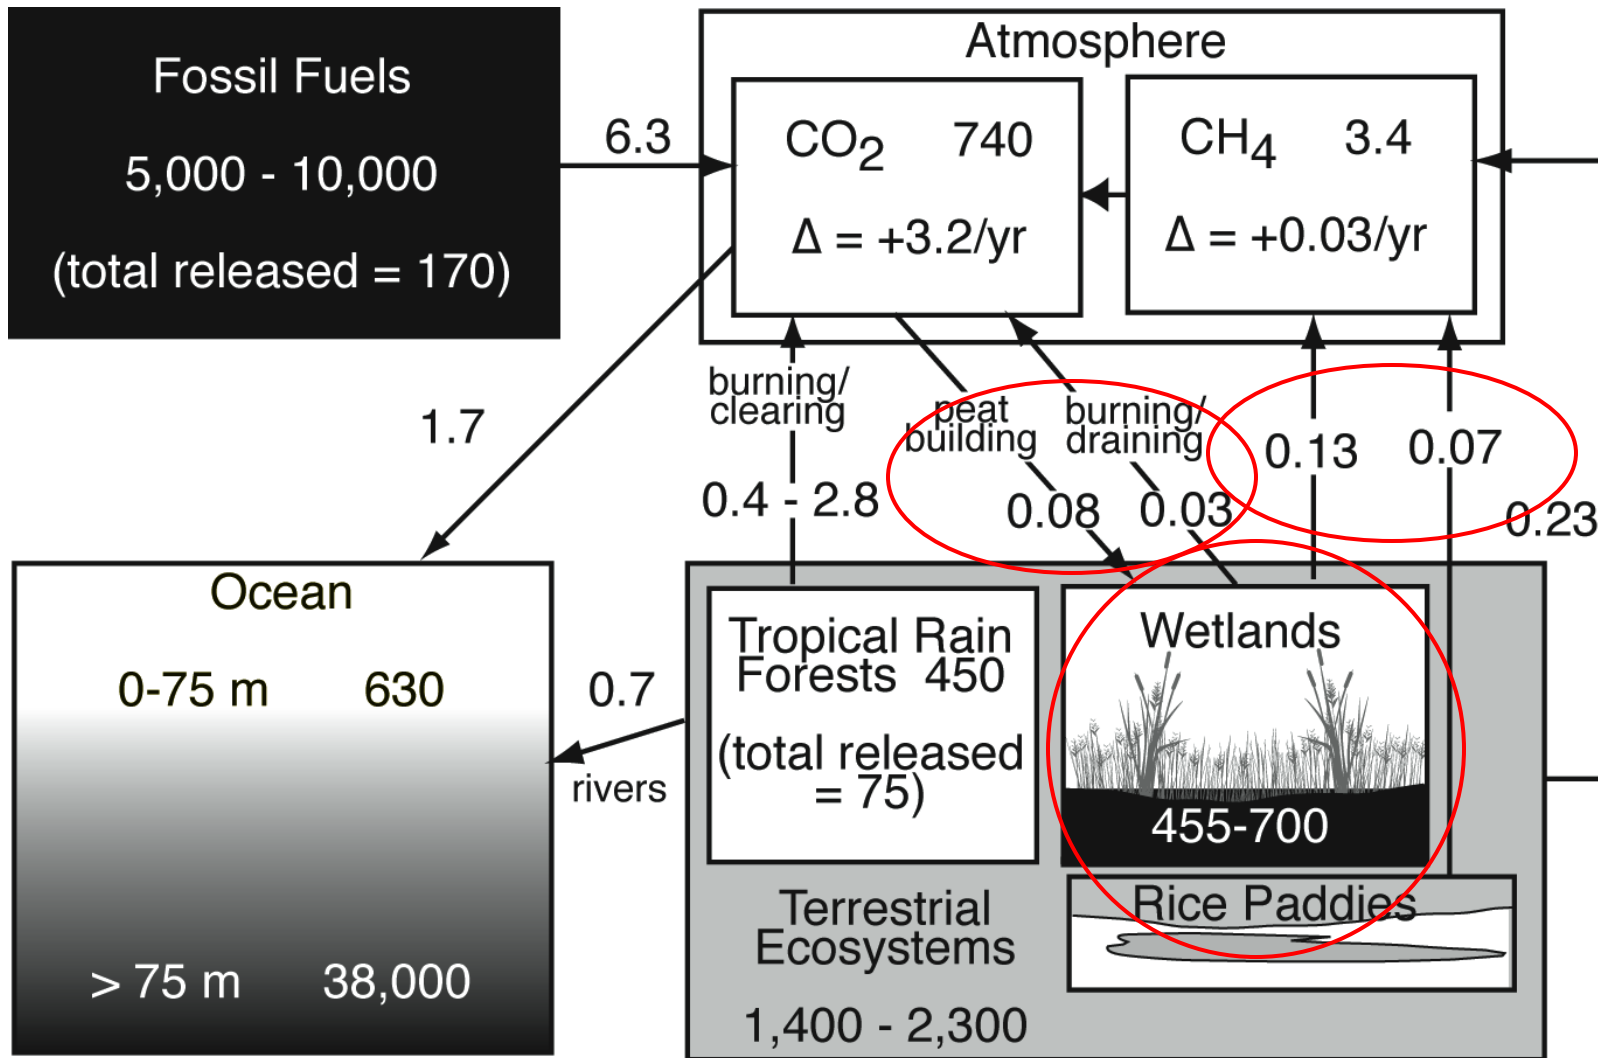 Fossil Fuels
5,000 - 10,000
(total released = 170)
6.3
Atmosphere
CO2 740
Δ = +3.2/yr
CH4 3.4
Δ = +0.03/yr
1.7
burning/
clearing
0.4 - 2.8
peat
building
0.08
burning/
draining
0.03
0.13
0.07
0.23
Ocean
0-75 m 630
> 75 m 38,000
0.7
rivers
Tropical Rain
Forests 450
(total released
= 75)
Wetlands
455-700
Rice Paddies
Terrestrial
Ecosystems
1,400 - 2,300